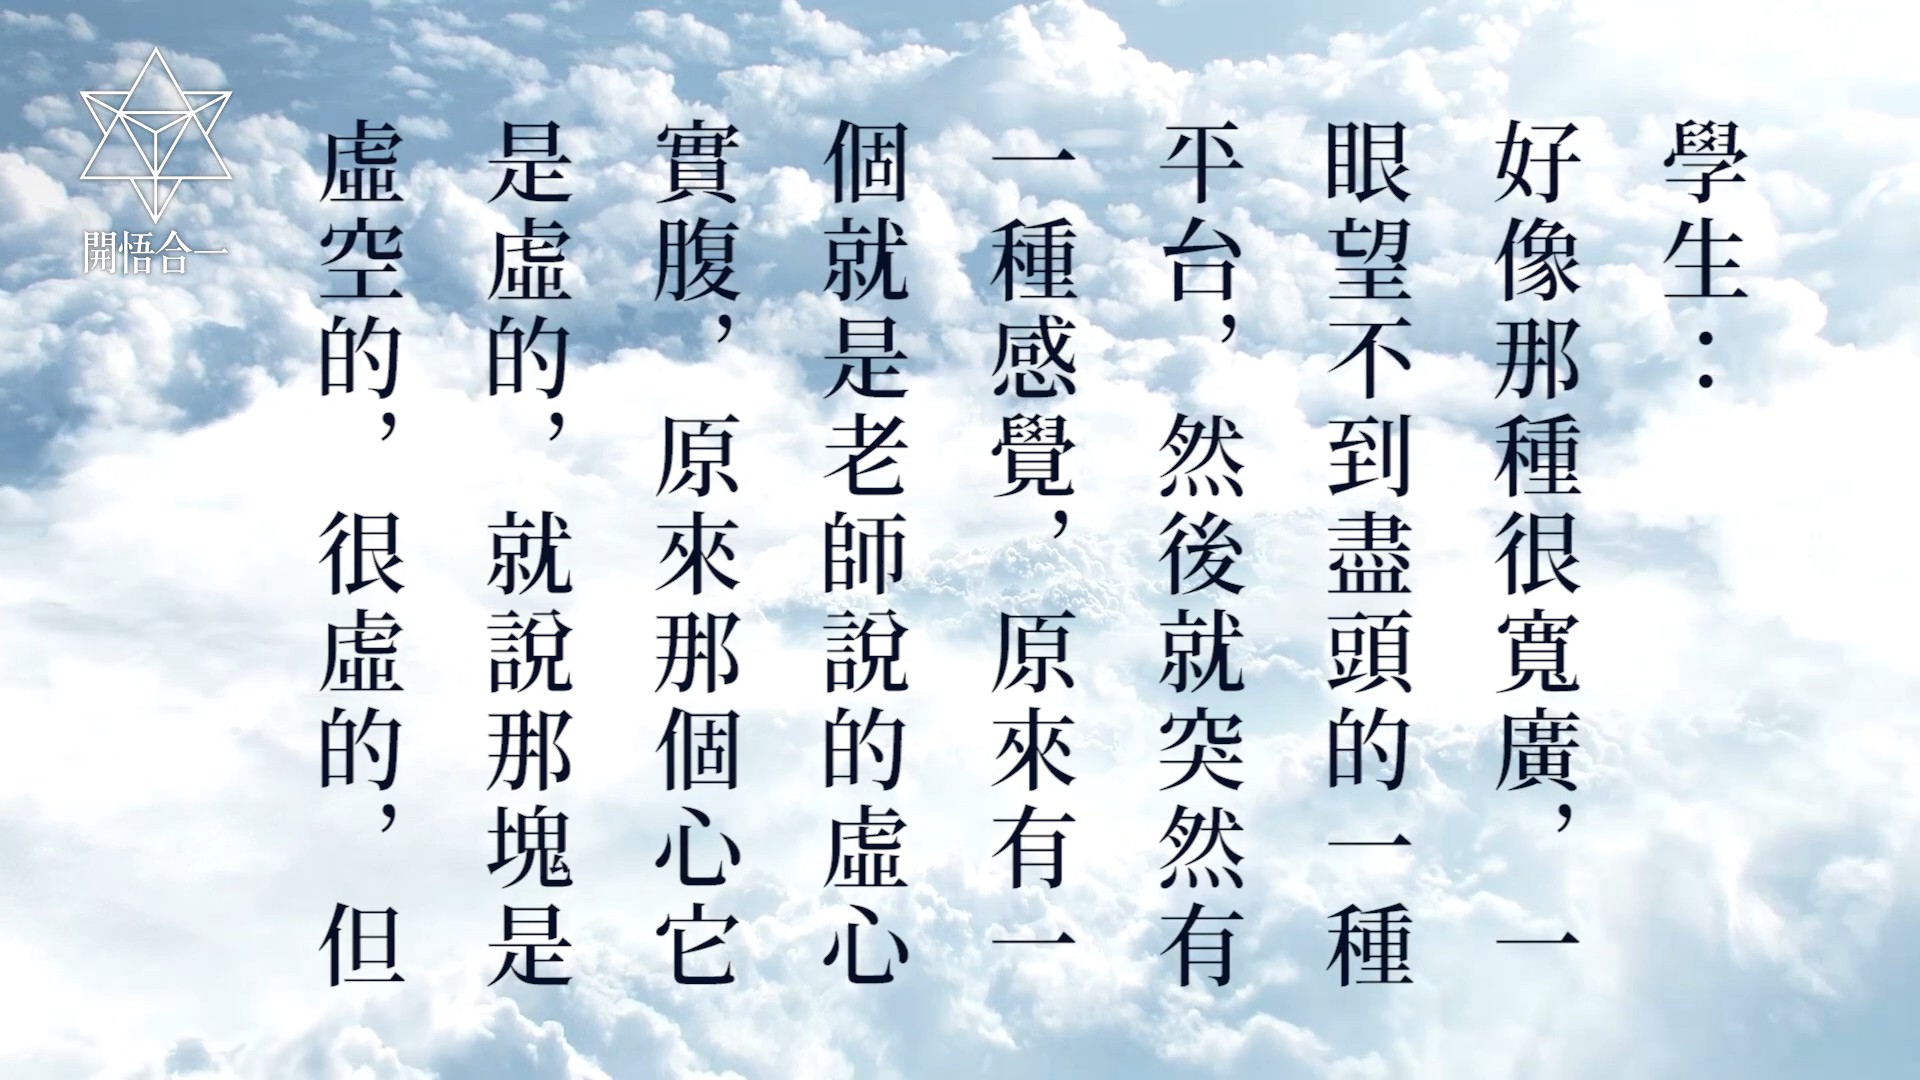 學生：
好像那種很寬廣，一
眼望不到盡頭的一種
平台，然後就突然有
一種感覺，原來有一
個就是老師說的虛心
實腹，原來那個心它
是虛的，就說那塊是
虛空的，很虛的，但
開悟合一